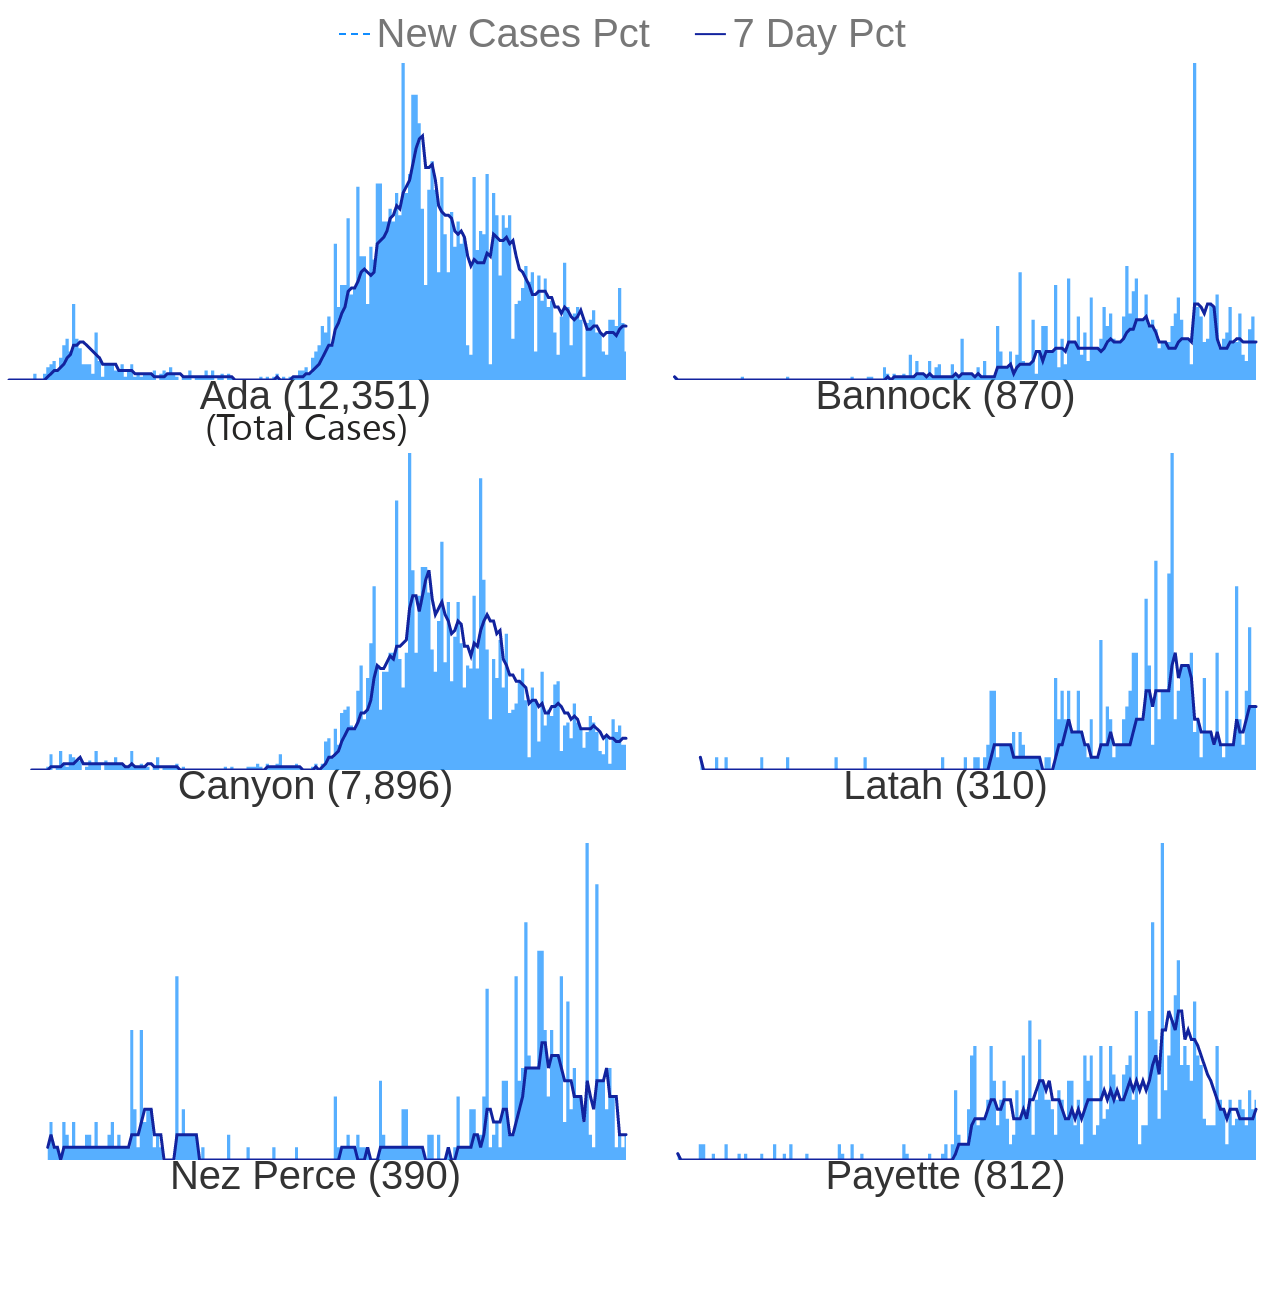 New Cases Pct 7 Day Pct
Ada (12,351) Bannock (870)
(Total Cases)
Canyon (7,896) Latah (310)
Nez Perce (390) Payette (812)